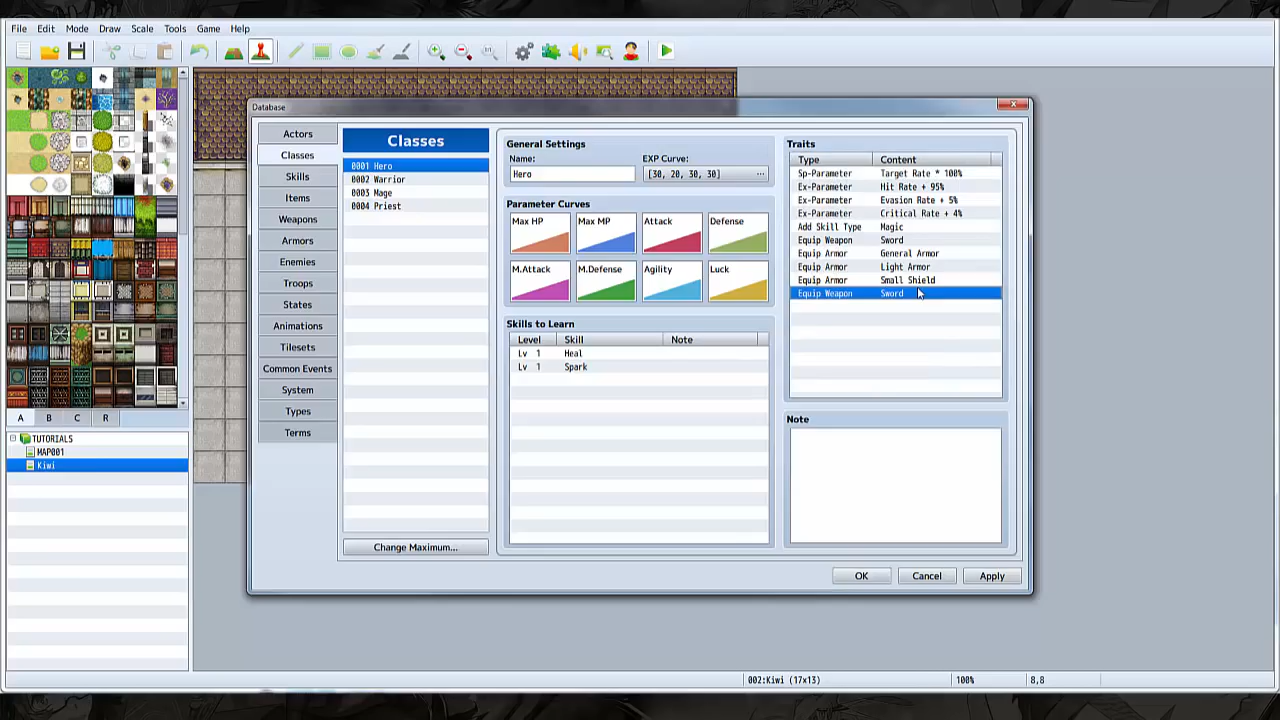 File Edit Mode Draw Scale Tools Game Help
Database
Actors
Classes
Skills
Items
Weapons
Armors
Enemies
Troops
States
Animations
Tilesets
Common Events
System
Types
Terms
Classes
0001 Hero
0002 Warrior
0003 Mage
0004 Priest
Change Maximum...
General Settings
Name: EXP Curve:
Hero [30, 20, 30, 30] ...
Parameter Curves
Max HP Max MP Attack Defense
M.Attack M.Defense Agility Luck
Skills to Learn
Level Skill Note
Lv 1 Heal
Lv 1 Spark
Traits
Type Content
Sp-Parameter Target Rate * 100%
Ex-Parameter Hit Rate + 95%
Ex-Parameter Evasion Rate + 5%
Ex-Parameter Critical Rate + 4%
Add Skill Type Magic
Equip Weapon Sword
Equip Armor General Armor
Equip Armor Light Armor
Equip Armor Small Shield
Equip Weapon Sword
Note
OK Cancel Apply
A B C R
TUTORIALS
MAP001
Kiwi
002:Kiwi (17x13) 100% 8,8